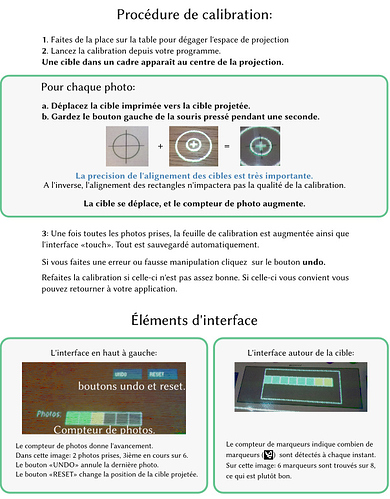 Procédure de calibration:
1. Faites de la place sur la table pour dégager l'espace de projection
2. Lancez la calibration depuis votre programme.
Une cible dans un cadre apparaît au centre de la projection.
Pour chaque photo:
a. Déplacez la cible imprimée vers la cible projetée.
b. Gardez le bouton gauche de la souris pressé pendant une seconde.
+ =
La precision de l'alignement des cibles est très importante.
A l'inverse, l'alignement des rectangles n'impactera pas la qualité de la calibration.
La cible se déplace, et le compteur de photo augmente.
3: Une fois toutes les photos prises, la feuille de calibration est augmentée ainsi que
l'interface «touch». Tout est sauvegardé automatiquement.
Si vous faites une erreur ou fausse manipulation cliquez sur le bouton undo.
Refaites la calibration si celle-ci n'est pas assez bonne. Si celle-ci vous convient vous
pouvez retourner à votre application.
Éléments d'interface
L'interface en haut à gauche:
UNDO RESET
boutons undo et reset.
Photos:
Compteur de photos.
Le compteur de photos donne l'avancement.
Dans cette image: 2 photos prises, 3ième en cours sur 6.
Le bouton «UNDO» annule la dernière photo.
Le bouton «RESET» change la position de la cible projetée.
L'interface autour de la cible:
Le compteur de marqueurs indique combien de
marqueurs ( ) sont détectés à chaque instant.
Sur cette image: 6 marqueurs sont trouvés sur 8,
ce qui est plutôt bon.